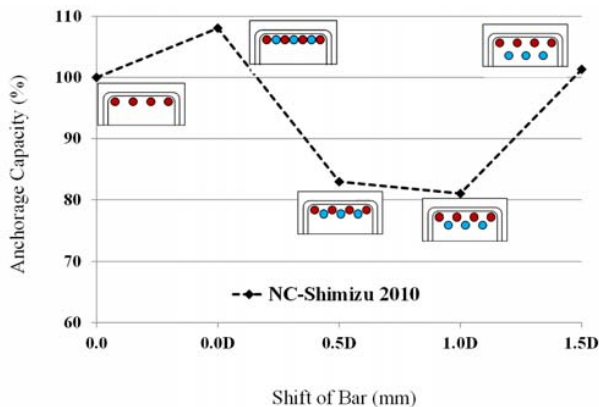 110
100
90
80
70
60
Anchorage Capacity (%)
NC-Shimizu 2010
0.0
0.0D
0.5D
1.0D
1.5D
Shift of Bar (mm)